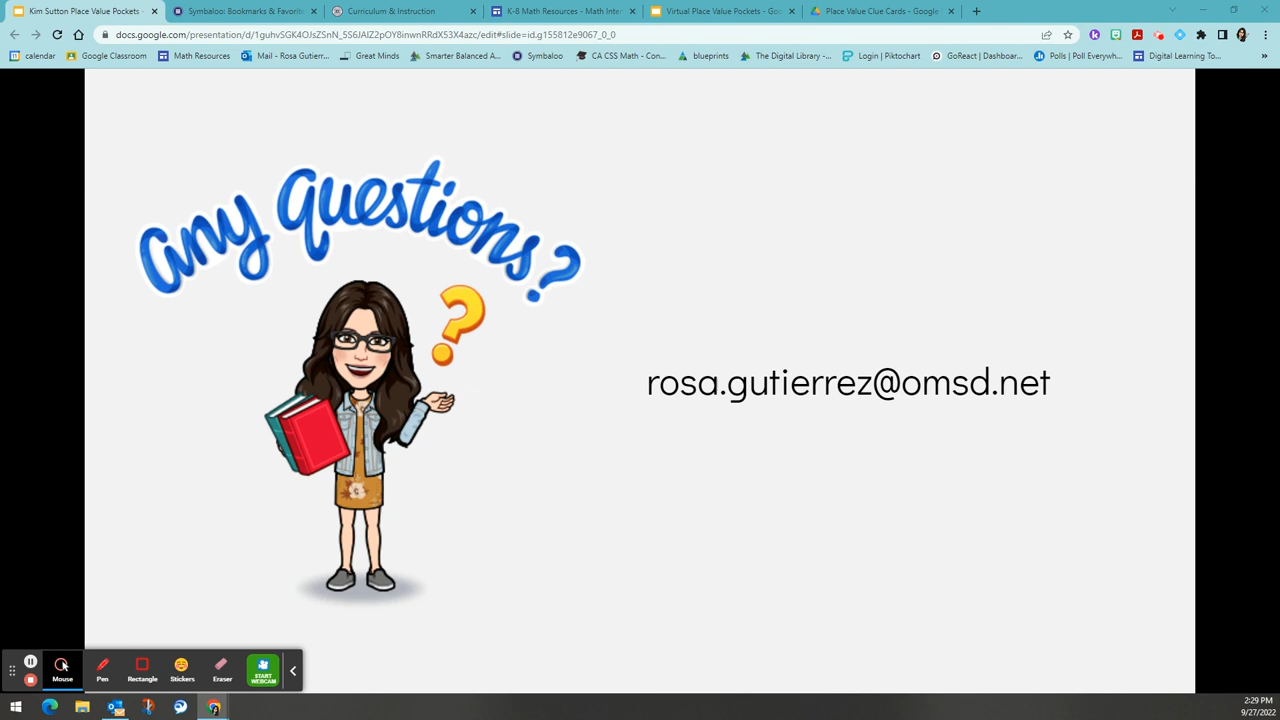 Kim Sutton Place Value Pockets -
Symbaloo: Bookmarks & Favorit
Curriculum & Instruction
K-8 Math Resources - Math Inte
Virtual Place Value Pockets - Goo
Place Value Clue Cards - Google
docs.google.com/presentation/d/1guhvSGK4OJsZSnN_5S6JAlZ2pOY8inwnRRdX53X4azc/edit#slide=id.g155812e9067_0_0
calendar
Google Classroom
Math Resources
Mail - Rosa Gutierr...
Great Minds
Smarter Balanced A...
Symbaloo
CA CSS Math - Con...
blueprints
The Digital Library -...
Login | Piktochart
GoReact | Dashboar...
Polls | Poll Everywh...
Digital Learning To...
any questions?
?
rosa.gutierrez@omsd.net
Mouse
Pen
Rectangle
Stickers
Eraser
START
WEBCAM
2:29 PM
9/27/2022